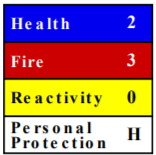 Health 2
Fire 3
Reactivity 0
Personal
Protection H